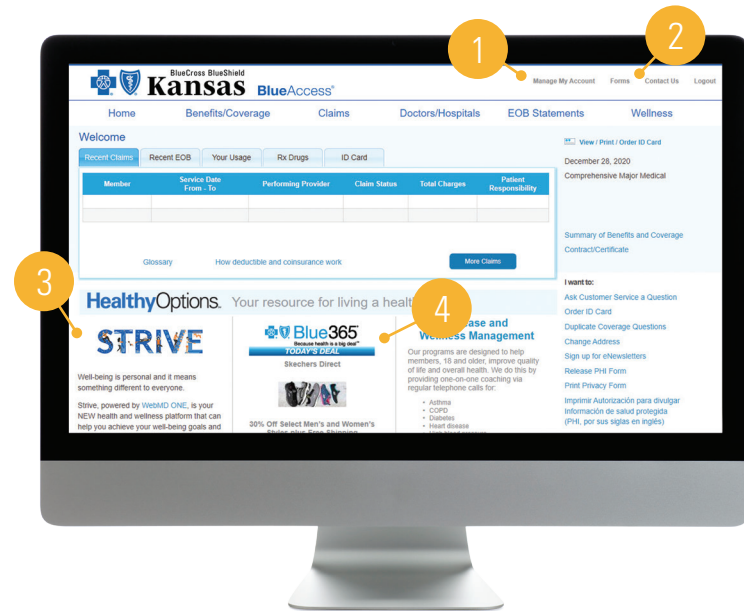 1
2
BlueCross BlueShield
Kansas BlueAccess®
Manage My Account Forms Contact Us Logout
Home Benefits/Coverage Claims Doctors/Hospitals EOB Statements Wellness
Welcome
Recent Claims Recent EOB Your Usage Rx Drugs ID Card
Member Service Date From - To Performing Provider Claim Status Total Charges Patient Responsibility
Glossary How deductible and coinsurance work More Claims
View / Print / Order ID Card
December 28, 2020
Comprehensive Major Medical
Summary of Benefits and Coverage
Contract/Certificate
I want to:
Ask Customer Service a Question
Order ID Card
Duplicate Coverage Questions
Change Address
Sign up for eNewsletters
Release PHI Form
Print Privacy Form
Imprimir Autorización para divulgar
Información de salud protegida
(PHI, por sus siglas en inglés)
3
HealthyOptions. Your resource for living a
STRIVE
Well-being is personal and it means
something different to everyone.
Strive, powered by WebMD ONE, is your
NEW health and wellness platform that can
help you achieve your well-being goals and
4
Blue365
Because health is a big deal™
TODAY'S DEAL
Skechers Direct
30% Off Select Men's and Women's
Styles plus Free Shipping
and
Wellness Management
Our programs are designed to help
members, 18 and older, improve quality
of life and overall health. We do this by
providing one-on-one coaching via
regular telephone calls for:
• Asthma
• COPD
• Diabetes
• Heart disease
• High blood pressure